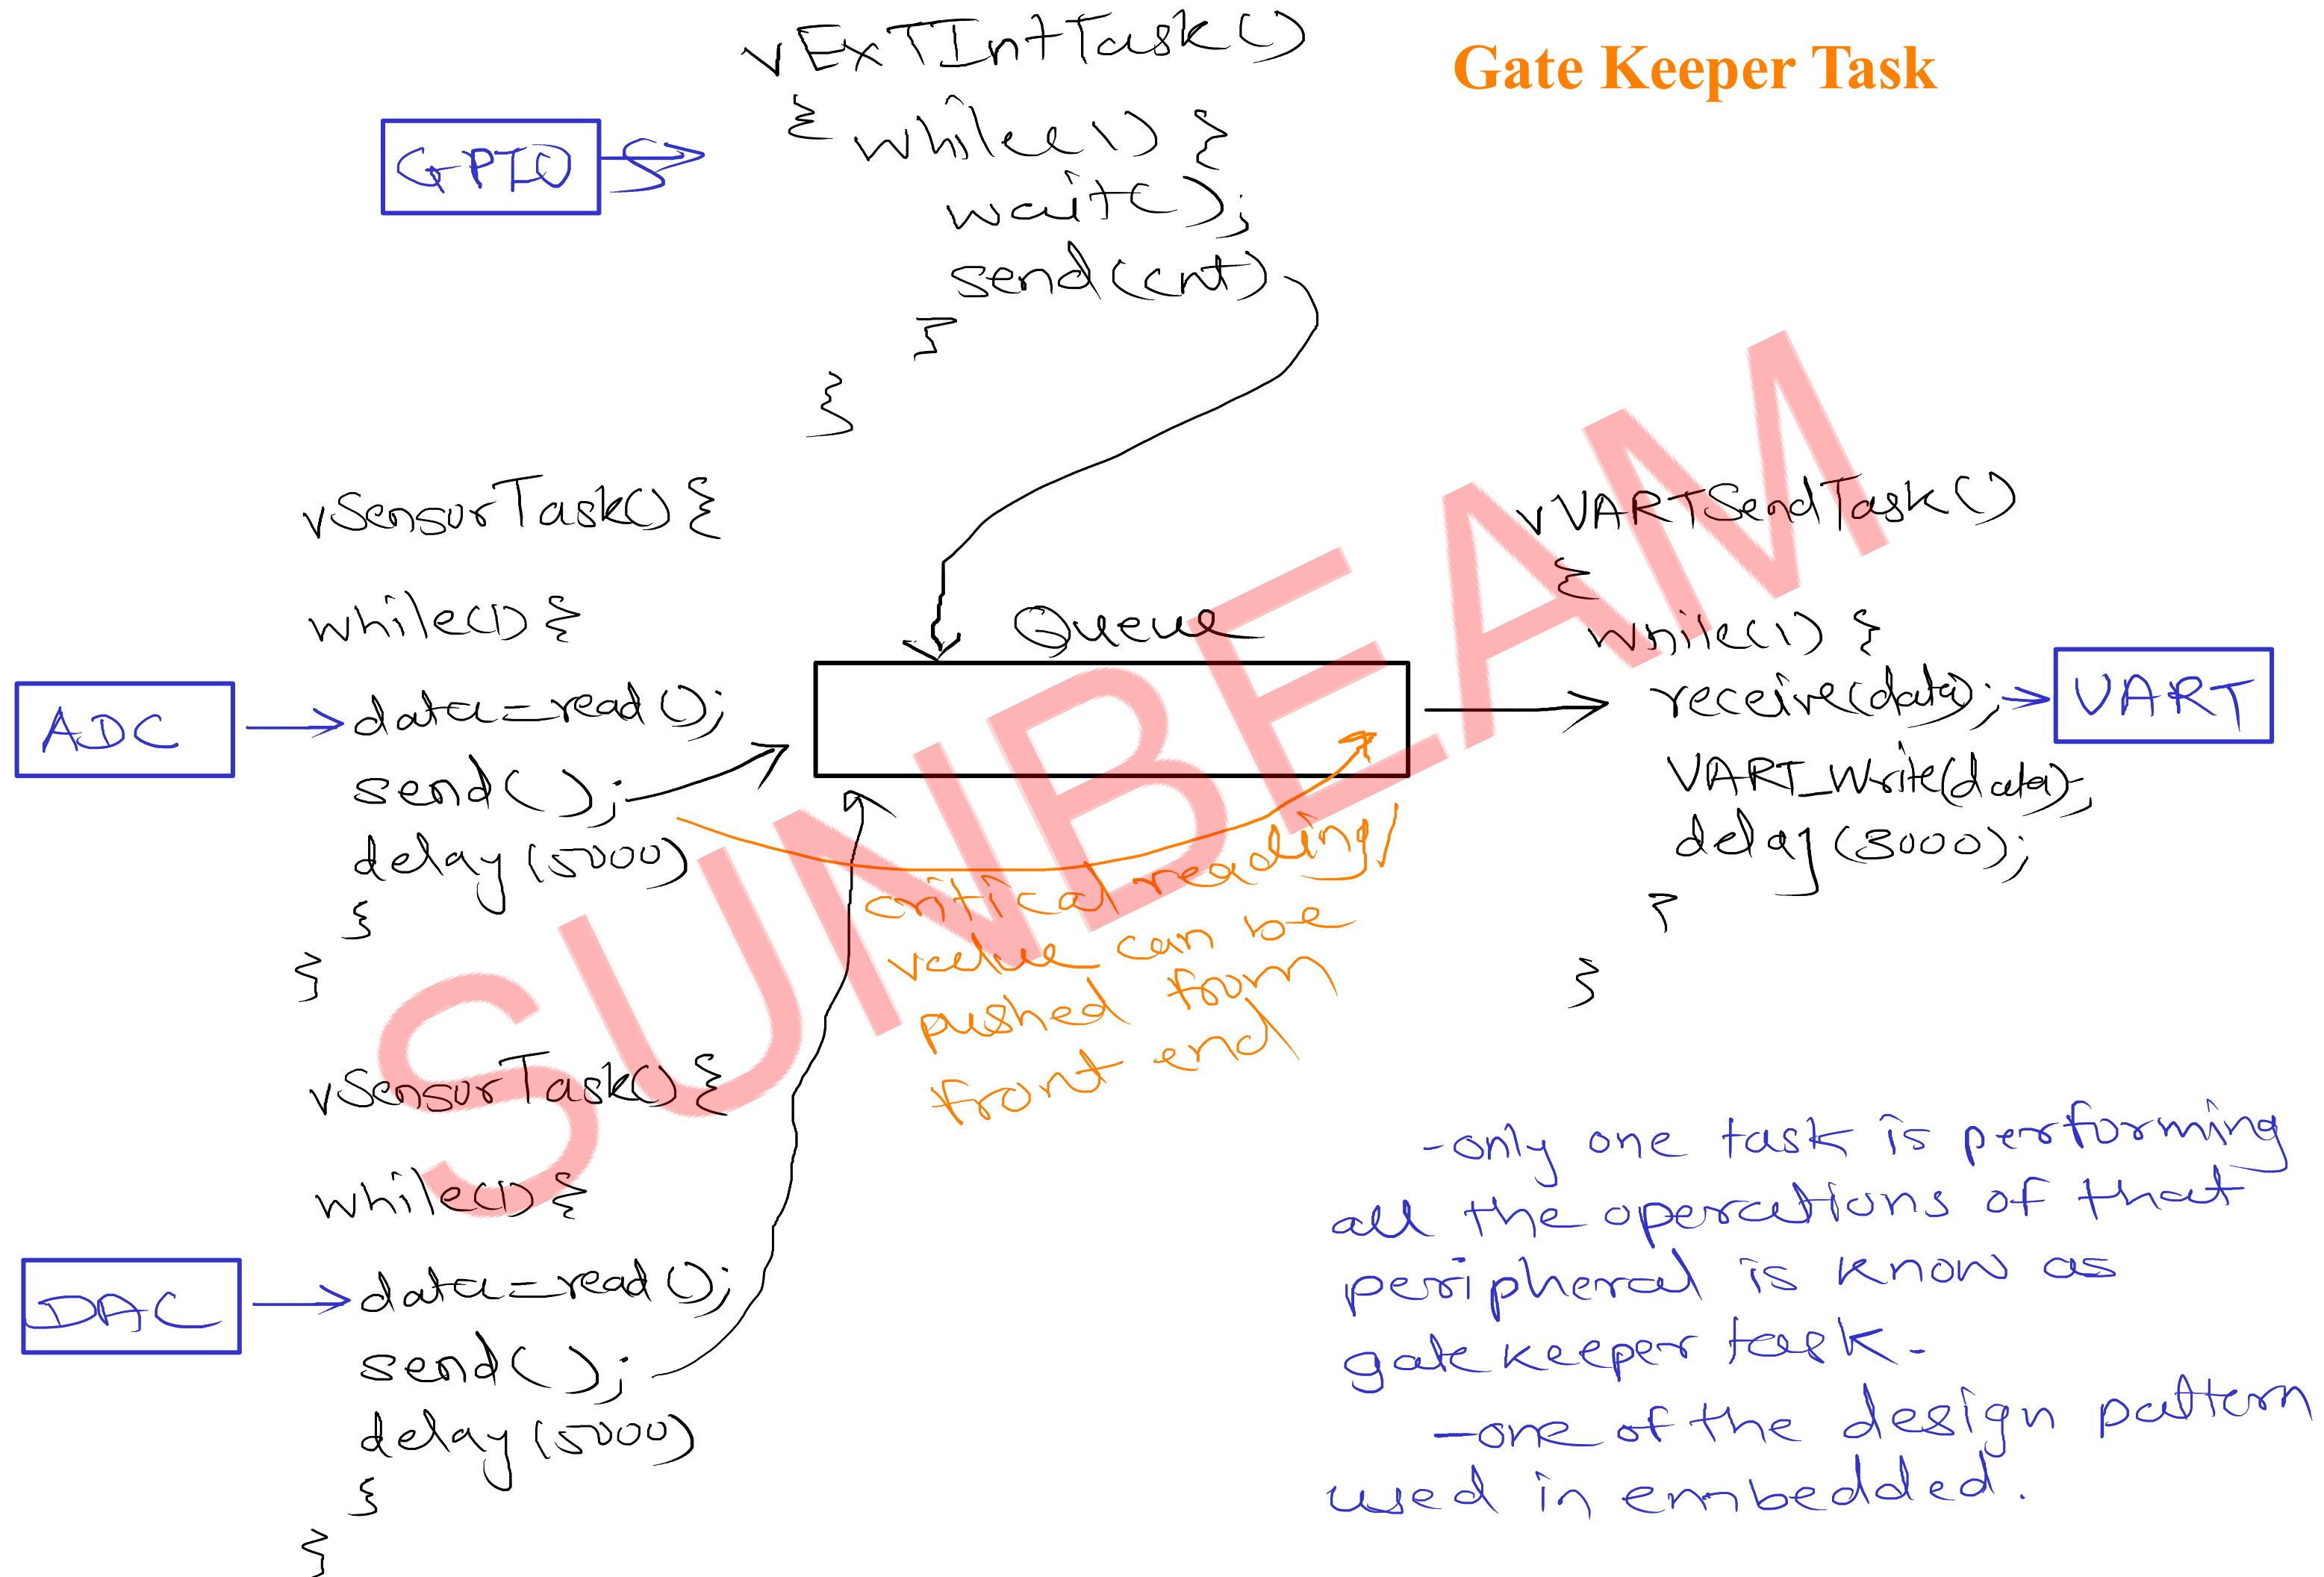 Gate Keeper Task
vExTIntTask()
{ while(1) {
wait();
send(cnt)
}
}
GPIO
vSensorTask() {
while(1) {
data=read();
send();
delay(5000)
}
}
ADC
Queue
critical reading
value can be
pushed from
front end
vUARTSendTask()
{
while(1) {
receive(data);
UART_Write(data);
delay(3000);
}
}
UART
vSensorTask() {
while(1) {
data=read();
send();
delay(5000)
}
}
DAC
-only one task is performing
all the operations of that
peripheral is know as
gate keeper task.
-one of the design pattern
used in embedded.
SUNBEAM